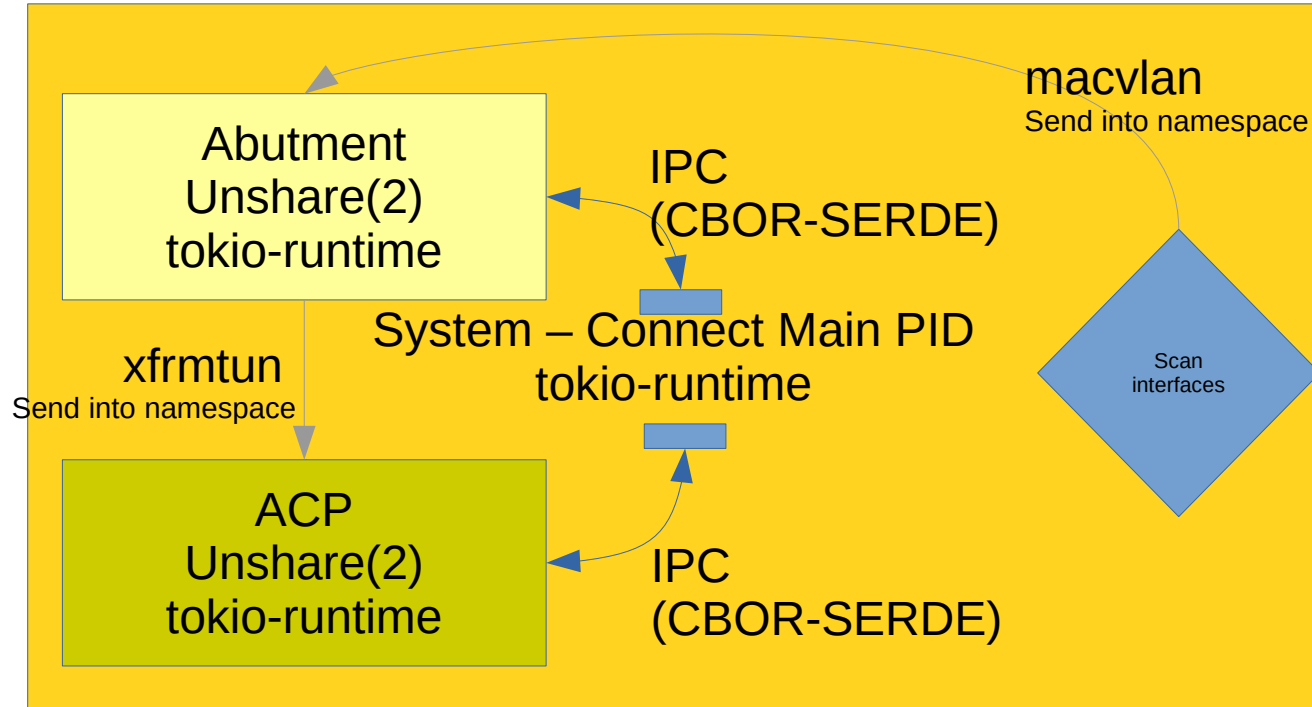 macvlan
Send into namespace
Abutment
Unshare(2)
tokio-runtime
IPC
(CBOR-SERDE)
System – Connect Main PID
tokio-runtime
Scan
interfaces
xfrmtun
Send into namespace
ACP
Unshare(2)
tokio-runtime
IPC
(CBOR-SERDE)